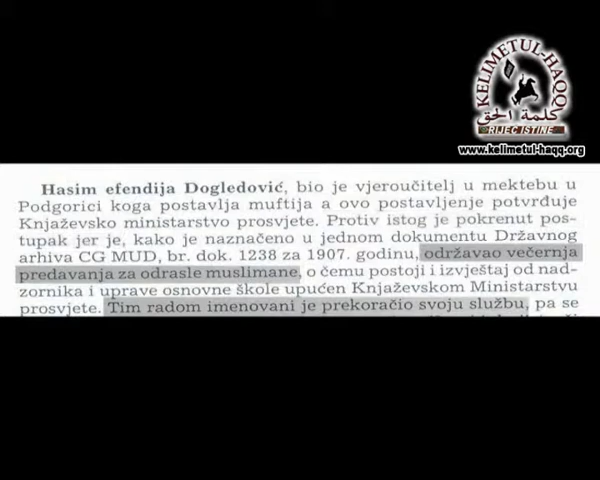 KELIMETUL-HAQQ
كلمة الحق
RIJEČ ISTINE
www.kelimetul-haqq.org
Hasim efendija Dogledović, bio je vjeroučitelj u mektebu u
Podgorici koga postavlja muftija a ovo postavljenje potvrđuje
Knjaževsko ministarstvo prosvjete. Protiv istog je pokrenut pos-
tupak jer je, kako je naznačeno u jednom dokumentu Državnog
arhiva CG MUD, br. dok. 1238 za 1907. godinu, održavao večernja
predavanja za odrasle muslimane, o čemu postoji i izvještaj od nad-
zornika i uprave osnovne škole upućen Knjaževskom Ministarstvu
prosvjete. Tim radom imenovani je prekoračio svoju službu, pa se